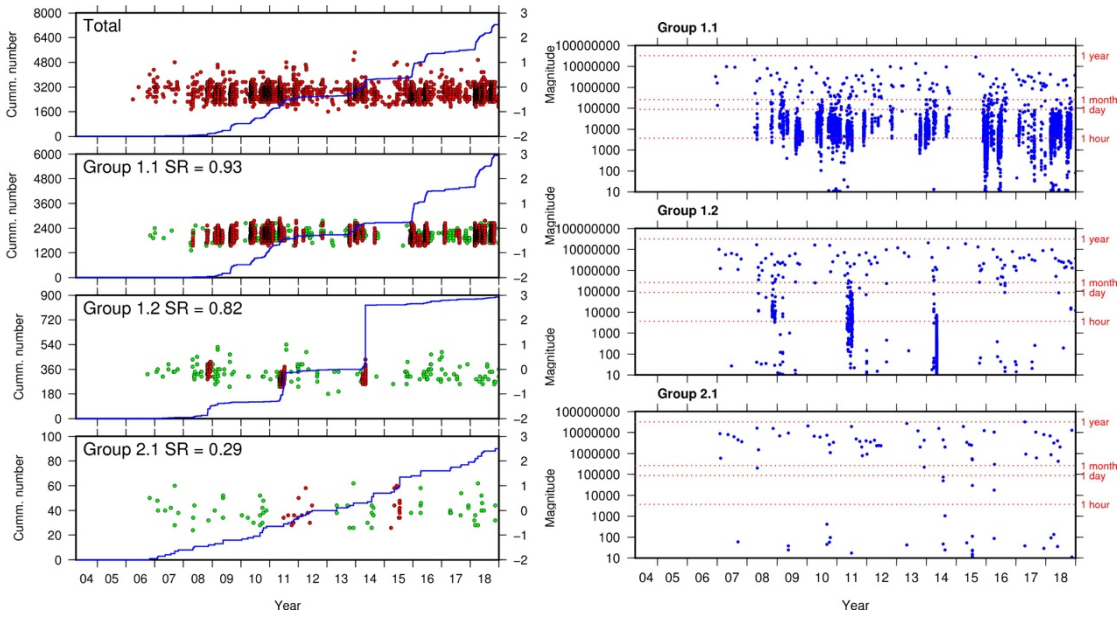 Total
Cumm. number
8000
6400
4800
3200
1600
0
3
2
1
0
−1
−2
Group 1.1 SR = 0.93
Cumm. number
6000
4800
3600
2400
1200
0
3
2
1
0
−1
−2
Group 1.2 SR = 0.82
Cumm. number
900
720
540
360
180
0
3
2
1
0
−1
−2
Group 2.1 SR = 0.29
Cumm. number
100
80
60
40
20
0
3
2
1
0
−1
−2
04 05 06 07 08 09 10 11 12 13 14 15 16 17 18
Year
Group 1.1
Magnitude
Magnitude
100000000
10000000
1000000
100000
10000
1000
100
10
1 year
1 month
1 day
1 hour
Group 1.2
Magnitude
Magnitude
100000000
10000000
1000000
100000
10000
1000
100
10
1 year
1 month
1 day
1 hour
Group 2.1
Magnitude
100000000
10000000
1000000
100000
10000
1000
100
10
1 year
1 month
1 day
1 hour
04 05 06 07 08 09 10 11 12 13 14 15 16 17 18
Year